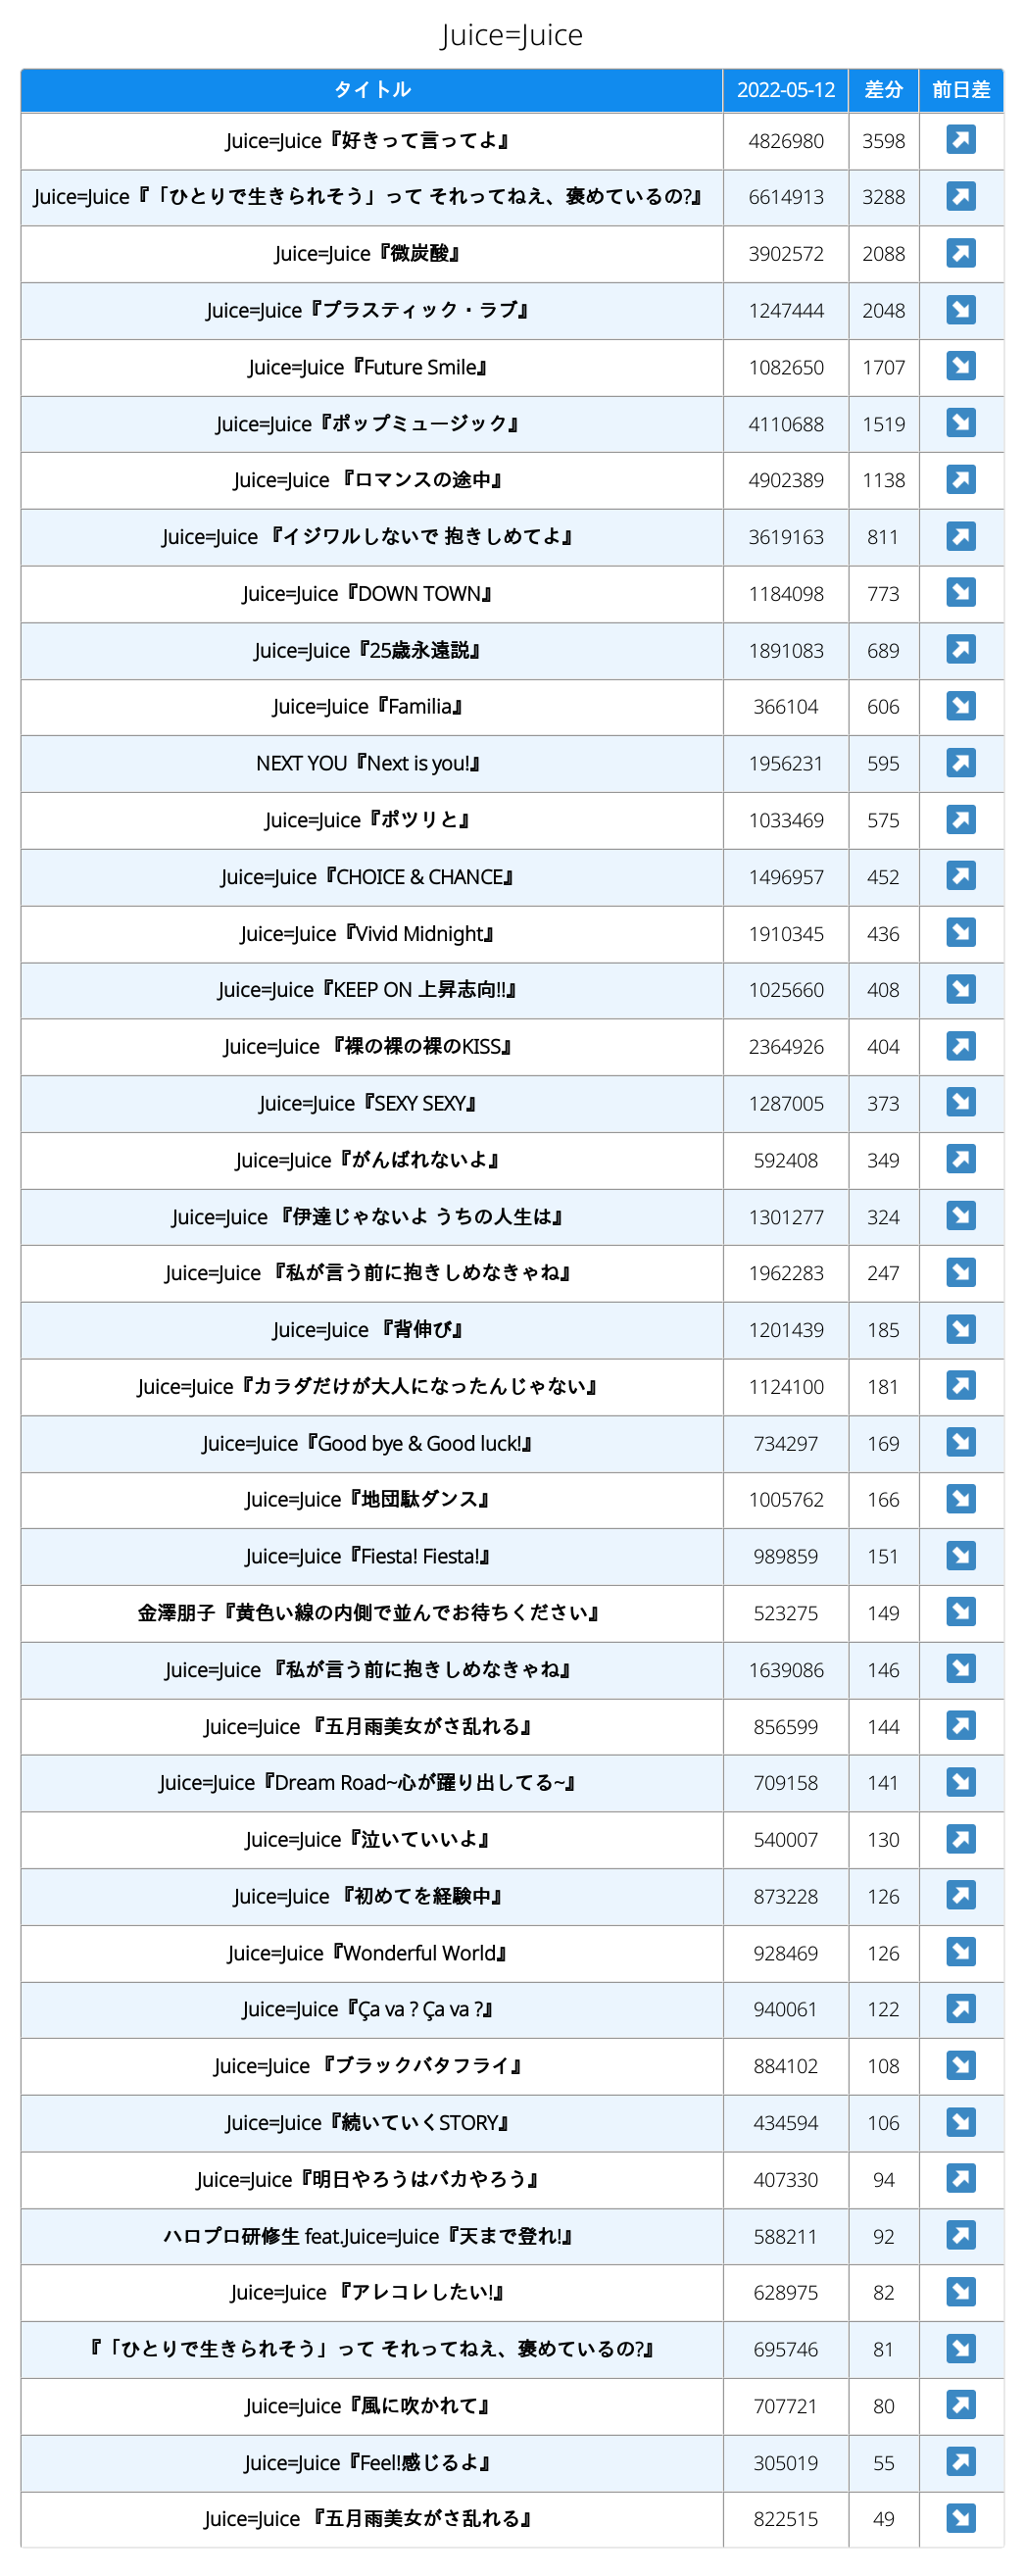 Juice=Juice
タイトル 2022-05-12 差分 前日差
Juice=Juice『好きって言ってよ』 4826980 3598
Juice=Juice『「ひとりで生きられそう」って それってねえ、褒めているの?』 6614913 3288
Juice=Juice『微炭酸』 3902572 2088
Juice=Juice『プラスティック・ラブ』 1247444 2048
Juice=Juice『Future Smile』 1082650 1707
Juice=Juice『ポップミュージック』 4110688 1519
Juice=Juice 『ロマンスの途中』 4902389 1138
Juice=Juice 『イジワルしないで 抱きしめてよ』 3619163 811
Juice=Juice『DOWN TOWN』 1184098 773
Juice=Juice『25歳永遠説』 1891083 689
Juice=Juice『Familia』 366104 606
NEXT YOU『Next is you!』 1956231 595
Juice=Juice『ポツリと』 1033469 575
Juice=Juice『CHOICE & CHANCE』 1496957 452
Juice=Juice『Vivid Midnight』 1910345 436
Juice=Juice『KEEP ON 上昇志向!!』 1025660 408
Juice=Juice 『裸の裸の裸のKISS』 2364926 404
Juice=Juice『SEXY SEXY』 1287005 373
Juice=Juice『がんばれないよ』 592408 349
Juice=Juice 『伊達じゃないよ うちの人生は』 1301277 324
Juice=Juice 『私が言う前に抱きしめなきゃね』 1962283 247
Juice=Juice 『背伸び』 1201439 185
Juice=Juice『カラダだけが大人になったんじゃない』 1124100 181
Juice=Juice『Good bye & Good luck!』 734297 169
Juice=Juice『地団駄ダンス』 1005762 166
Juice=Juice『Fiesta! Fiesta!』 989859 151
金澤朋子『黄色い線の内側で並んでお待ちください』 523275 149
Juice=Juice 『私が言う前に抱きしめなきゃね』 1639086 146
Juice=Juice 『五月雨美女がさ乱れる』 856599 144
Juice=Juice『Dream Road~心が躍り出してる~』 709158 141
Juice=Juice『泣いていいよ』 540007 130
Juice=Juice 『初めてを経験中』 873228 126
Juice=Juice『Wonderful World』 928469 126
Juice=Juice『Ça va ? Ça va ?』 940061 122
Juice=Juice 『ブラックバタフライ』 884102 108
Juice=Juice『続いていくSTORY』 434594 106
Juice=Juice『明日やろうはバカやろう』 407330 94
ハロプロ研修生 feat.Juice=Juice『天まで登れ!』 588211 92
Juice=Juice 『アレコレしたい!』 628975 82
『「ひとりで生きられそう」って それってねえ、褒めているの?』 695746 81
Juice=Juice『風に吹かれて』 707721 80
Juice=Juice『Feel!感じるよ』 305019 55
Juice=Juice 『五月雨美女がさ乱れる』 822515 49